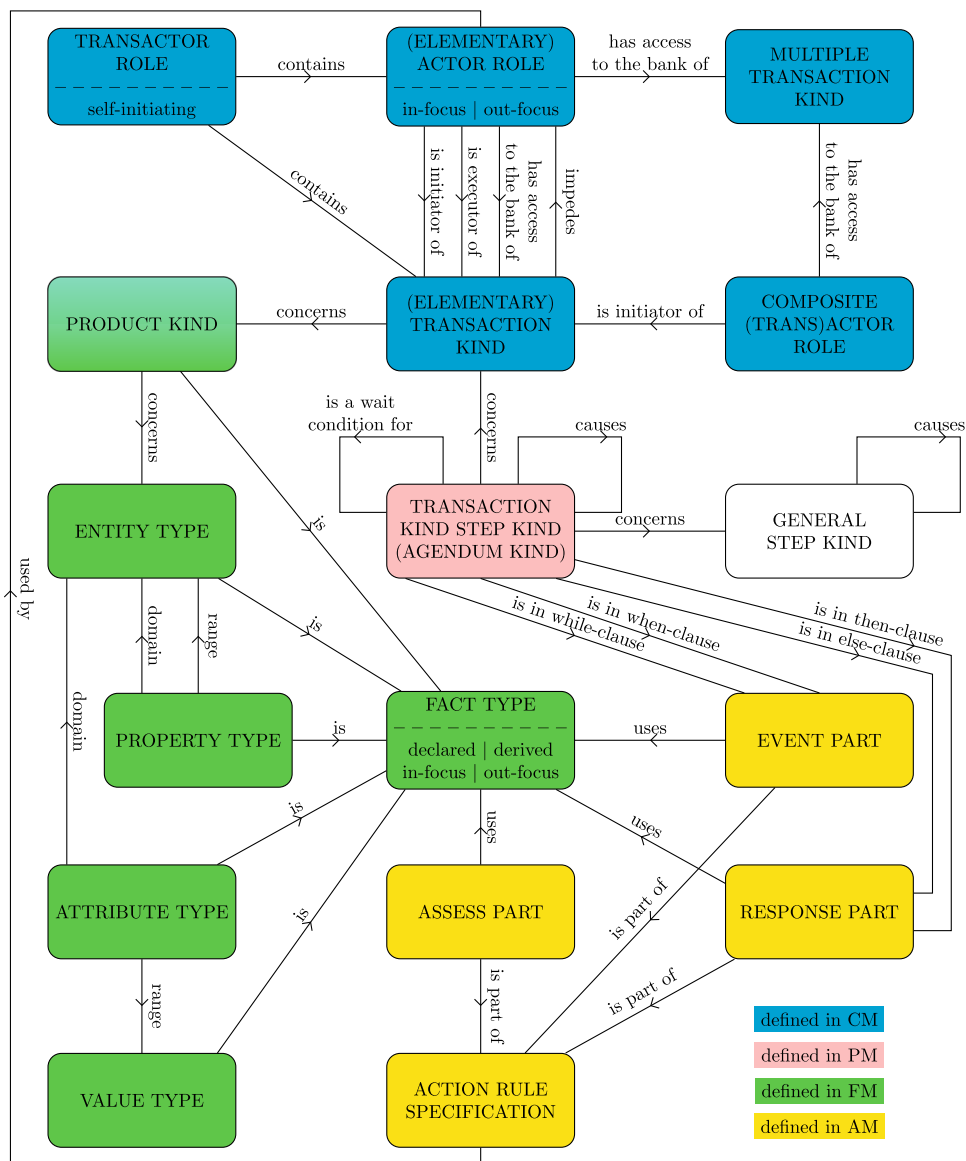 TRANSACTOR
ROLE
self-initiating
contains
(ELEMENTARY)
ACTOR ROLE
in-focus | out-focus
has access
to the bank of
MULTIPLE
TRANSACTION
KIND
contains
is initiator of
is executor of
has access
to the bank of
impedes
has access
to the bank of
PRODUCT KIND
concerns
(ELEMENTARY)
TRANSACTION
KIND
is initiator of
COMPOSITE
(TRANS)ACTOR
ROLE
concerns
is
is a wait
condition for
concerns
causes
causes
ENTITY TYPE
TRANSACTION
KIND STEP KIND
(AGENDUM KIND)
concerns
GENERAL
STEP KIND
used by
domain
range
is
is in while-clause
is in when-clause
is in then-clause
is in else-clause
domain
PROPERTY TYPE
is
FACT TYPE
declared | derived
in-focus | out-focus
uses
EVENT PART
is
uses
uses
ATTRIBUTE TYPE
is
ASSESS PART
is part of
RESPONSE PART
range
is part of
is part of
VALUE TYPE
ACTION RULE
SPECIFICATION
defined in CM
defined in PM
defined in FM
defined in AM